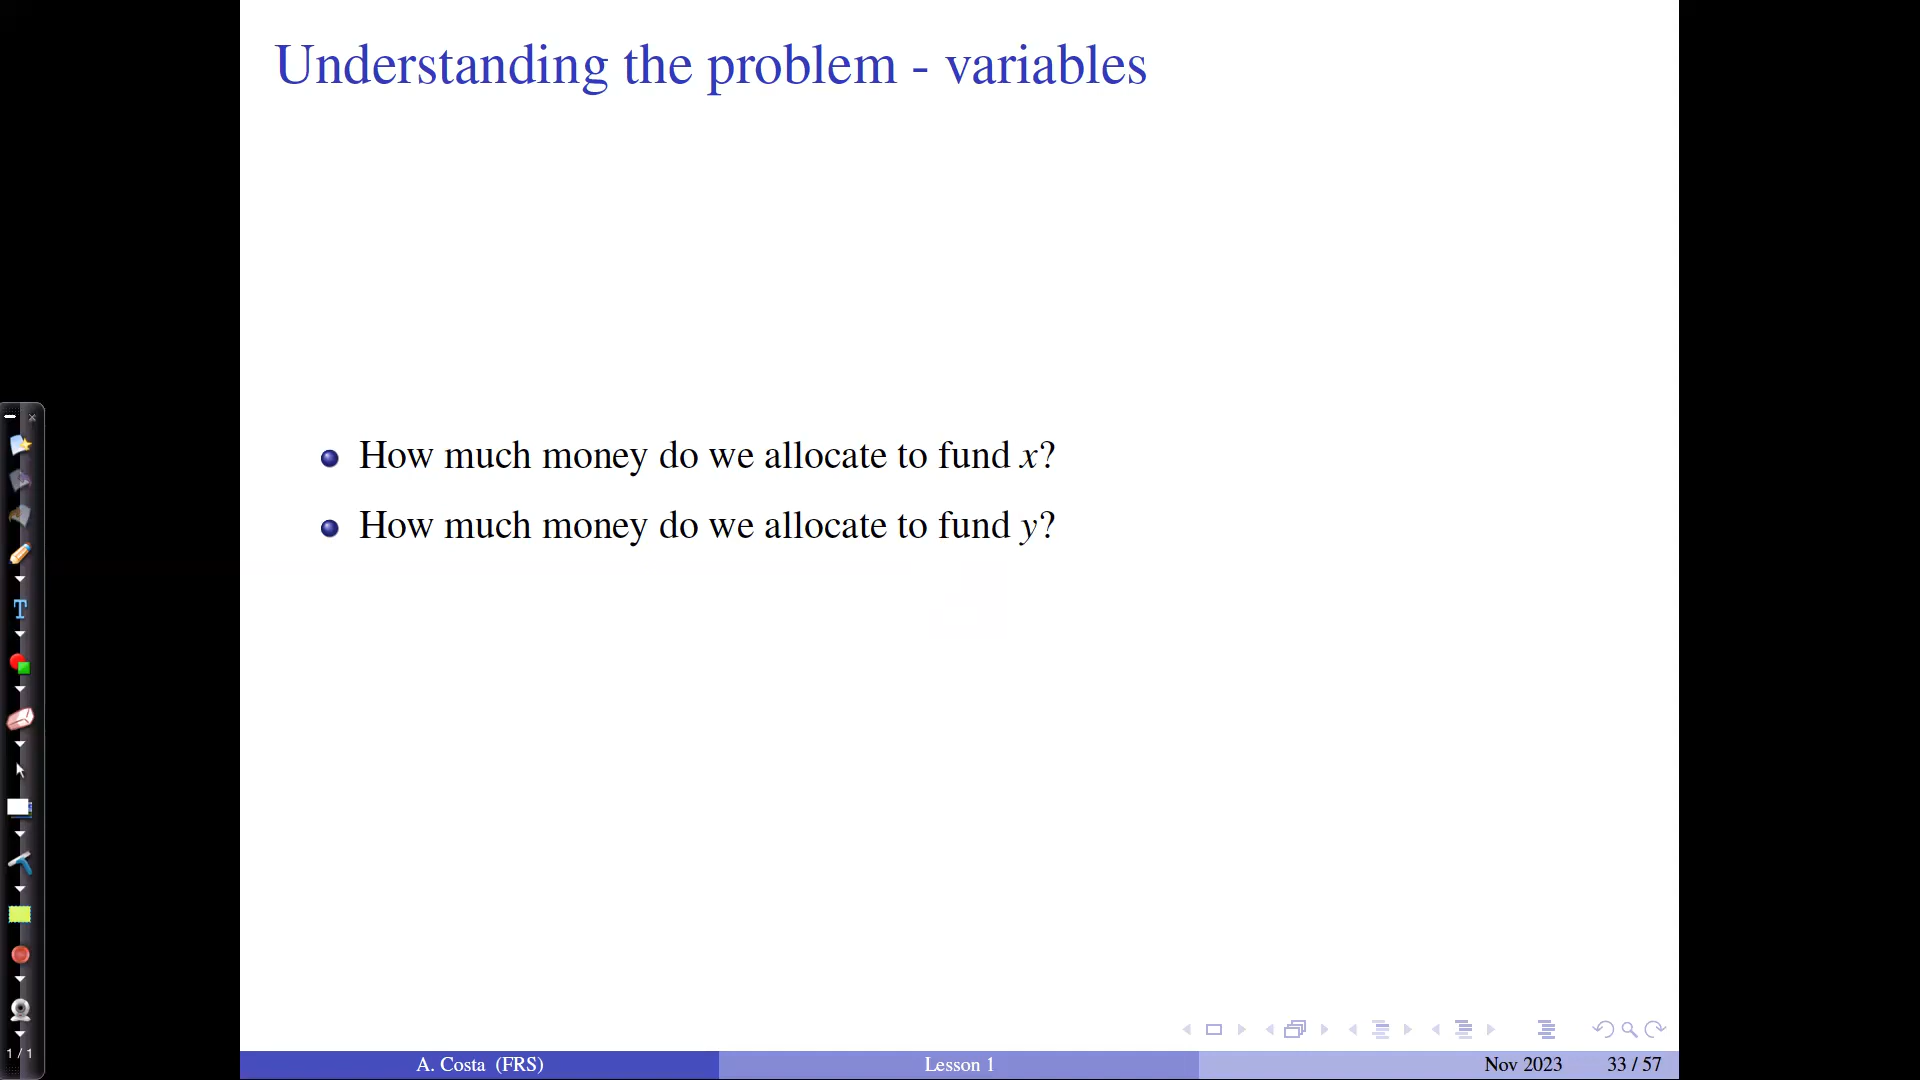 Understanding the problem - variables
How much money do we allocate to fund x?
How much money do we allocate to fund y?
T
1 / 1
A. Costa (FRS) Lesson 1 Nov 2023 33 / 57